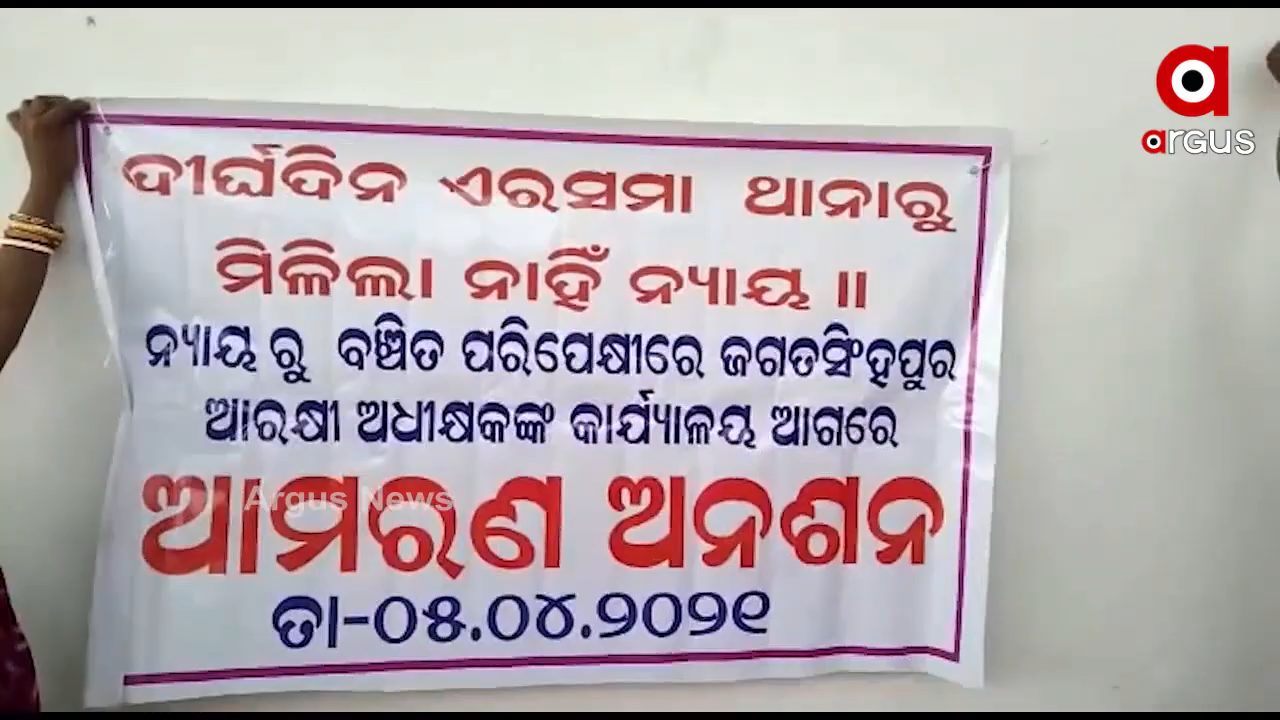 argus
ଦୀର୍ଘଦିନ ଏରସମା ଥାନାରୁ
ମିଳିଲା ନାହିଁ ନ୍ୟାୟ ॥
ନ୍ୟାୟ ରୁ ବଞ୍ଚିତ ପରିପେକ୍ଷୀରେ ଜଗତସିଂହପୁର
ଆରକ୍ଷୀ ଅଧୀକ୍ଷକଙ୍କ କାର୍ଯ୍ୟାଳୟ ଆଗରେ
ଆମରଣ ଅନଶନ
Argus News
ତା-୦୫.୦୪.୨୦୨୧